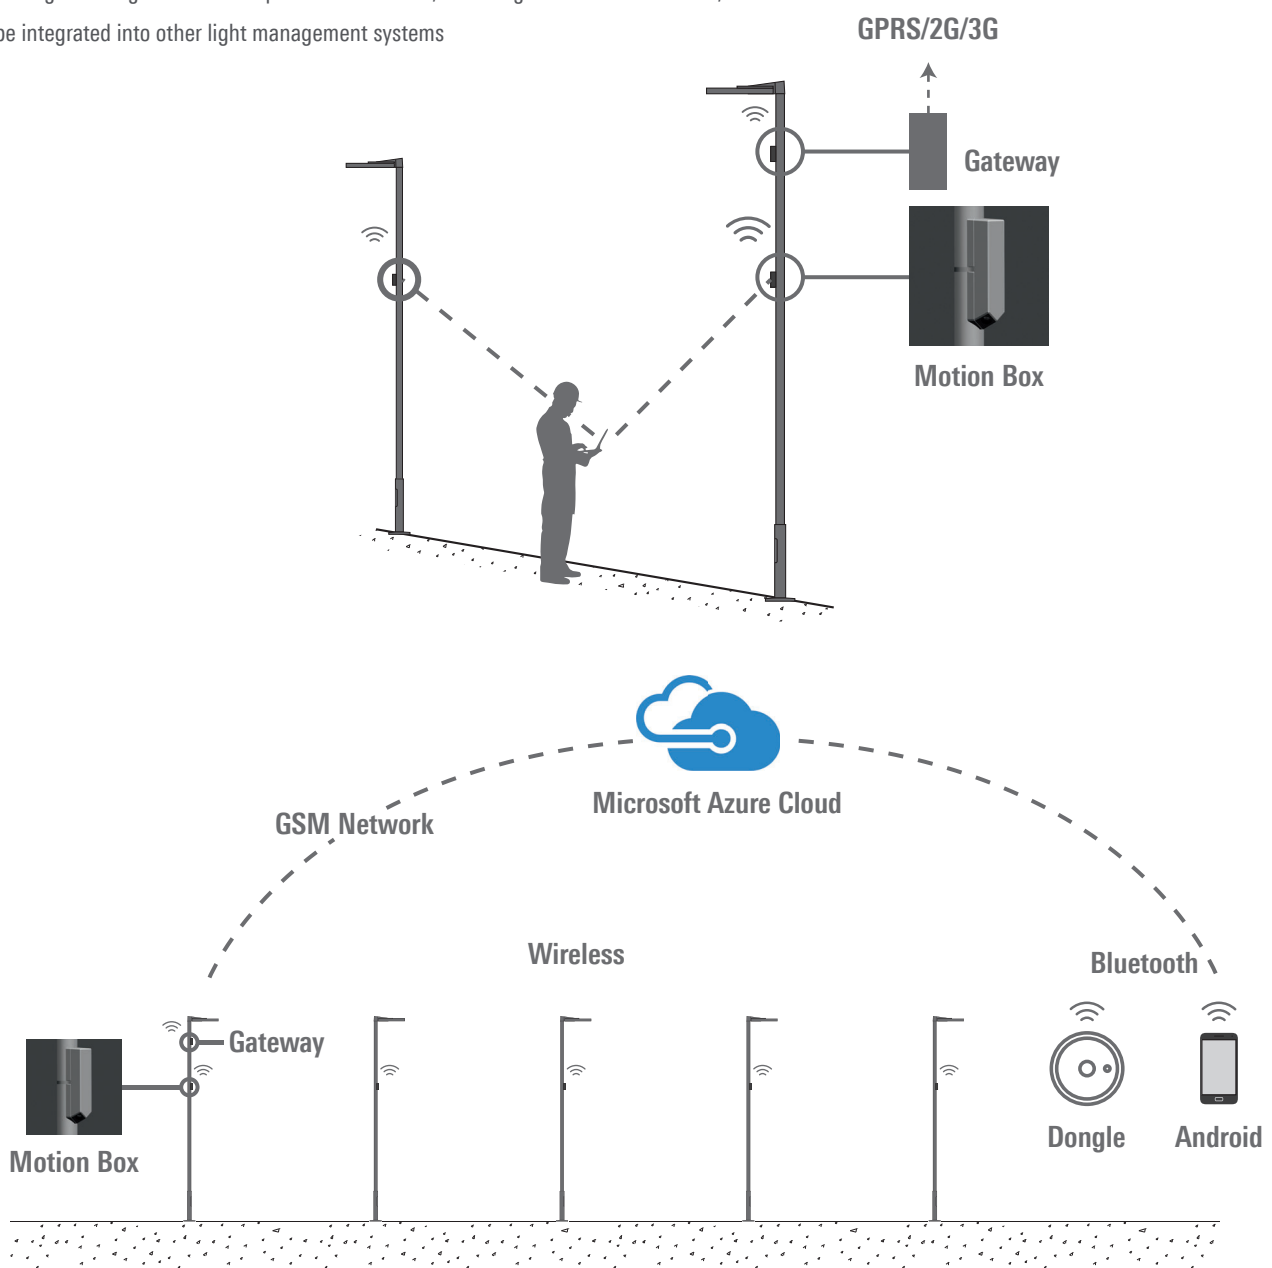 be integrated into other light management systems
GPRS/2G/3G
Gateway
Motion Box
Microsoft Azure Cloud
GSM Network
Wireless
Bluetooth
Gateway
Dongle
Android
Motion Box